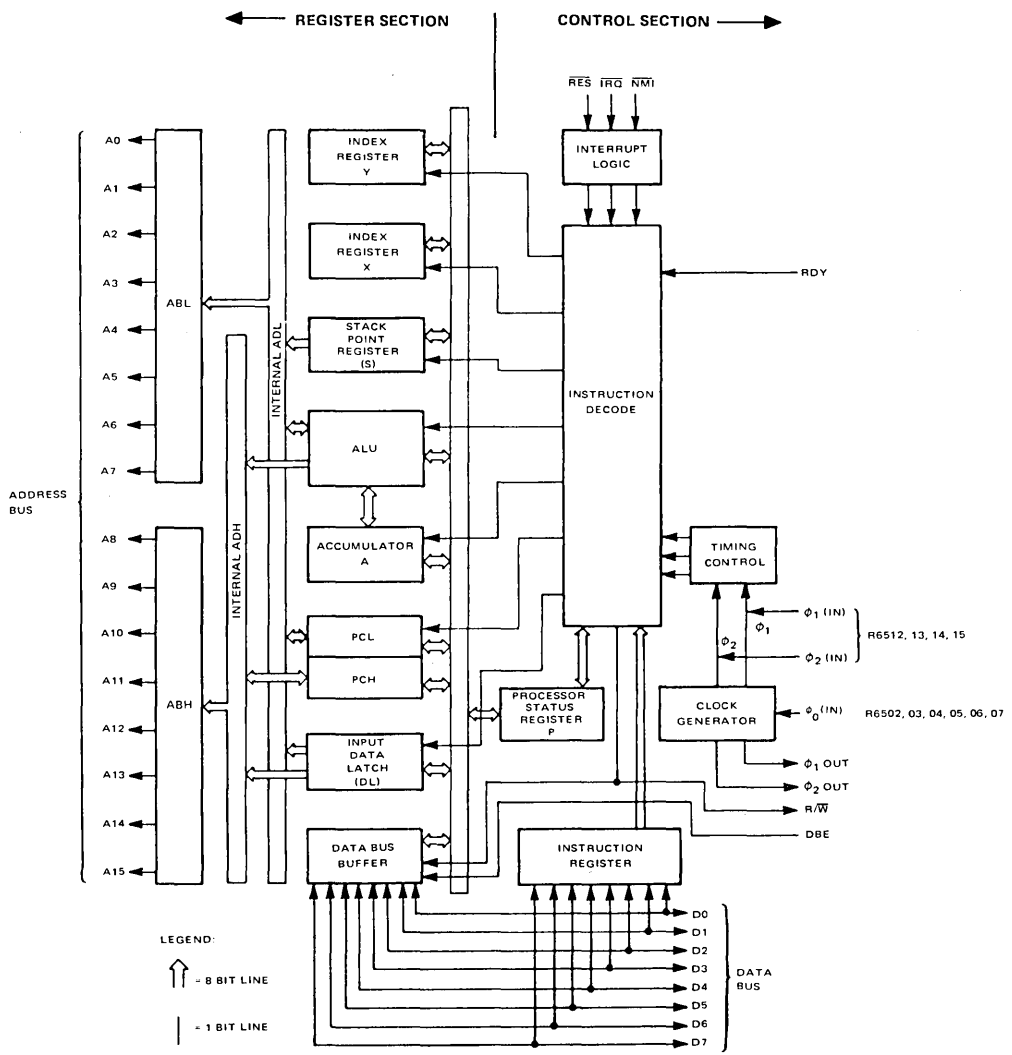 REGISTER SECTION
CONTROL SECTION
RES IRQ NMI
INTERRUPT
LOGIC
A0
A1
A2
A3
A4
A5
A6
A7
ADDRESS
BUS
A8
A9
A10
A11
A12
A13
A14
A15
ABL
ABH
INTERNAL ADL
INTERNAL ADH
INDEX
REGISTER
Y
INDEX
REGISTER
X
STACK
POINT
REGISTER
(S)
ALU
ACCUMULATOR
A
PCL
PCH
INPUT
DATA
LATCH
(DL)
DATA BUS
BUFFER
INSTRUCTION
DECODE
RDY
TIMING
CONTROL
ϕ1 (IN)
ϕ1
ϕ2
ϕ2 (IN)
R6512, 13, 14, 15
PROCESSOR
STATUS
REGISTER
P
CLOCK
GENERATOR
ϕ0 (IN)
R6502, 03, 04, 05, 06, 07
ϕ1 OUT
ϕ2 OUT
R/W
DBE
INSTRUCTION
REGISTER
D0
D1
D2
D3
D4
D5
D6
D7
DATA
BUS
LEGEND:
= 8 BIT LINE
= 1 BIT LINE